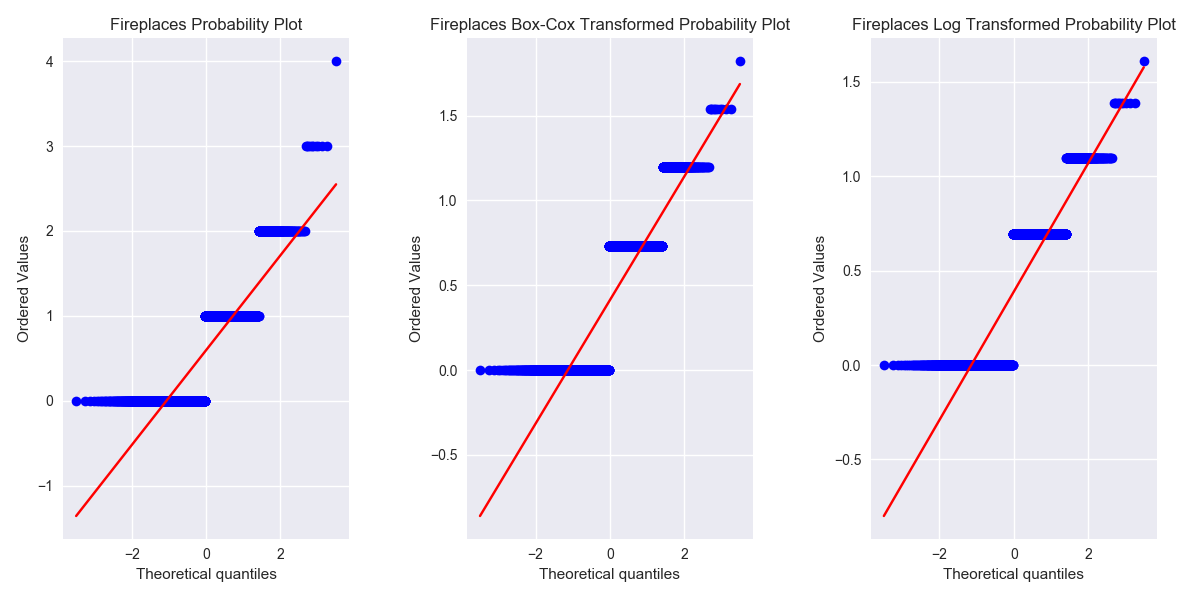 Fireplaces Probability Plot
4
3
2
1
0
−1
−2
0
2
Ordered Values
Theoretical quantiles
Fireplaces Box-Cox Transformed Probability Plot
1.5
1.0
0.5
0.0
−0.5
−2
0
2
Ordered Values
Theoretical quantiles
Fireplaces Log Transformed Probability Plot
1.5
1.0
0.5
0.0
−0.5
−2
0
2
Ordered Values
Theoretical quantiles